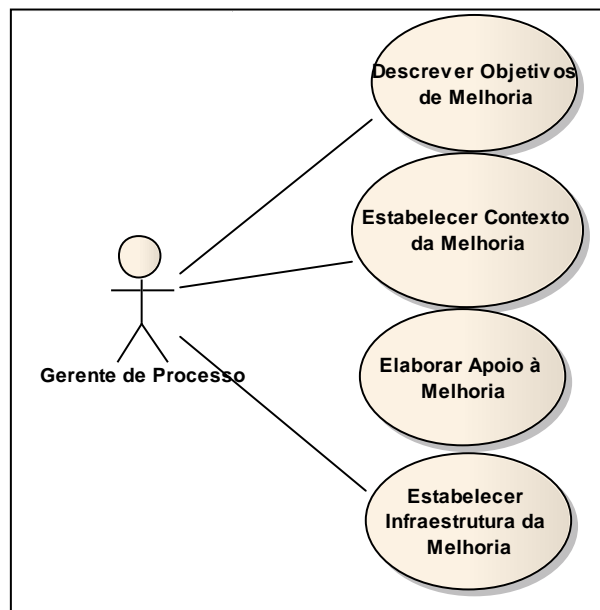 Descrever Objetivos
de Melhoria
Estabelecer Contexto
da Melhoria
Gerente de Processo
Elaborar Apoio à
Melhoria
Estabelecer
Infraestrutura da
Melhoria